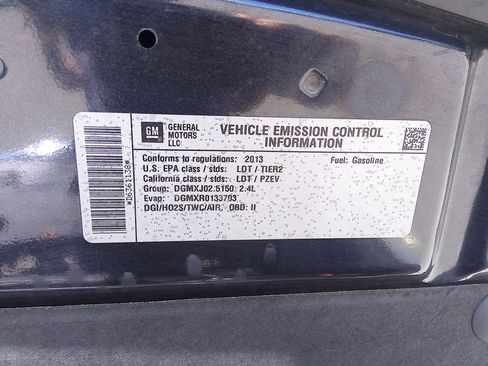 GM
GENERAL
MOTORS
LLC
VEHICLE EMISSION CONTROL
INFORMATION
Conforms to regulations: 2013 Fuel: Gasoline
U.S. EPA class / stds: LDT / TIER2
California class / stds: LDT / PZEV
Group: DGMXJ02.5150 2.4L
Evap: DGMXR0133703
DGI/HO2S/TWC/AIR, OBD: II